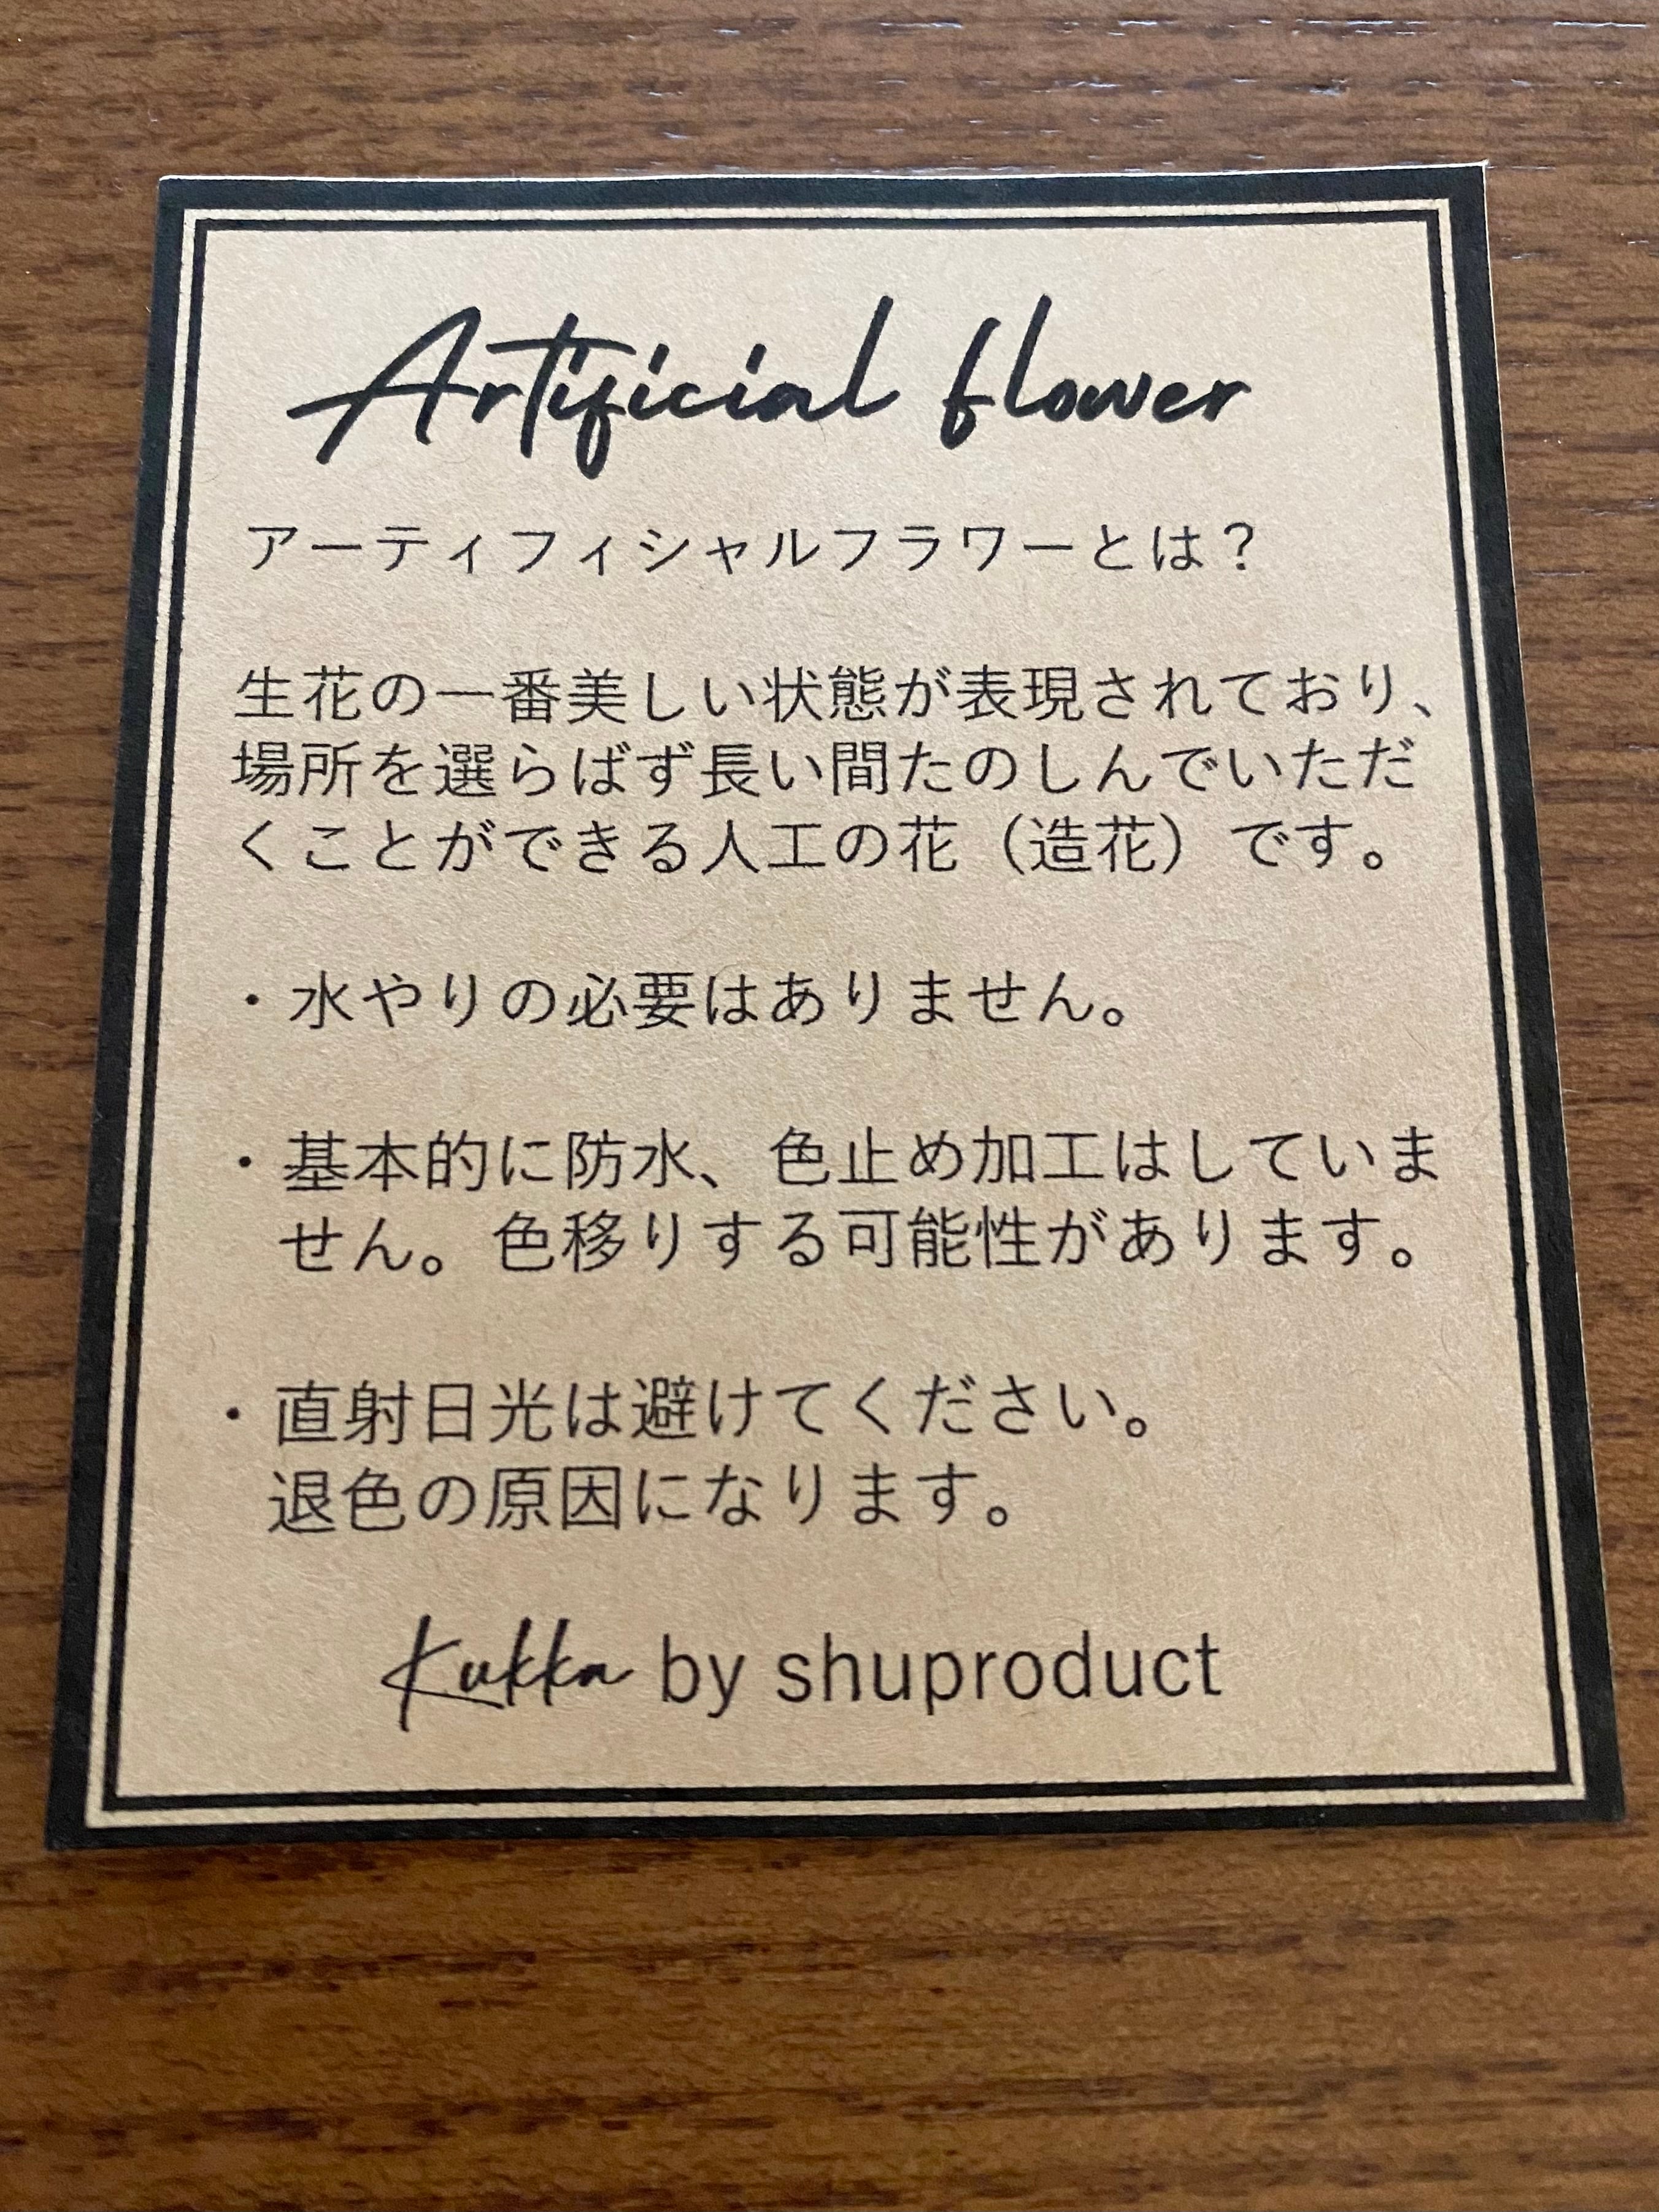 Artificial flower
アーティフィシャルフラワーとは？
生花の一番美しい状態が表現されており、
場所を選らばず長い間たのしんでいただ
くことができる人工の花（造花）です。
・水やりの必要はありません。
・基本的に防水、色止め加工はしていま
せん。色移りする可能性があります。
・直射日光は避けてください。
退色の原因になります。
Kukka by shuproduct